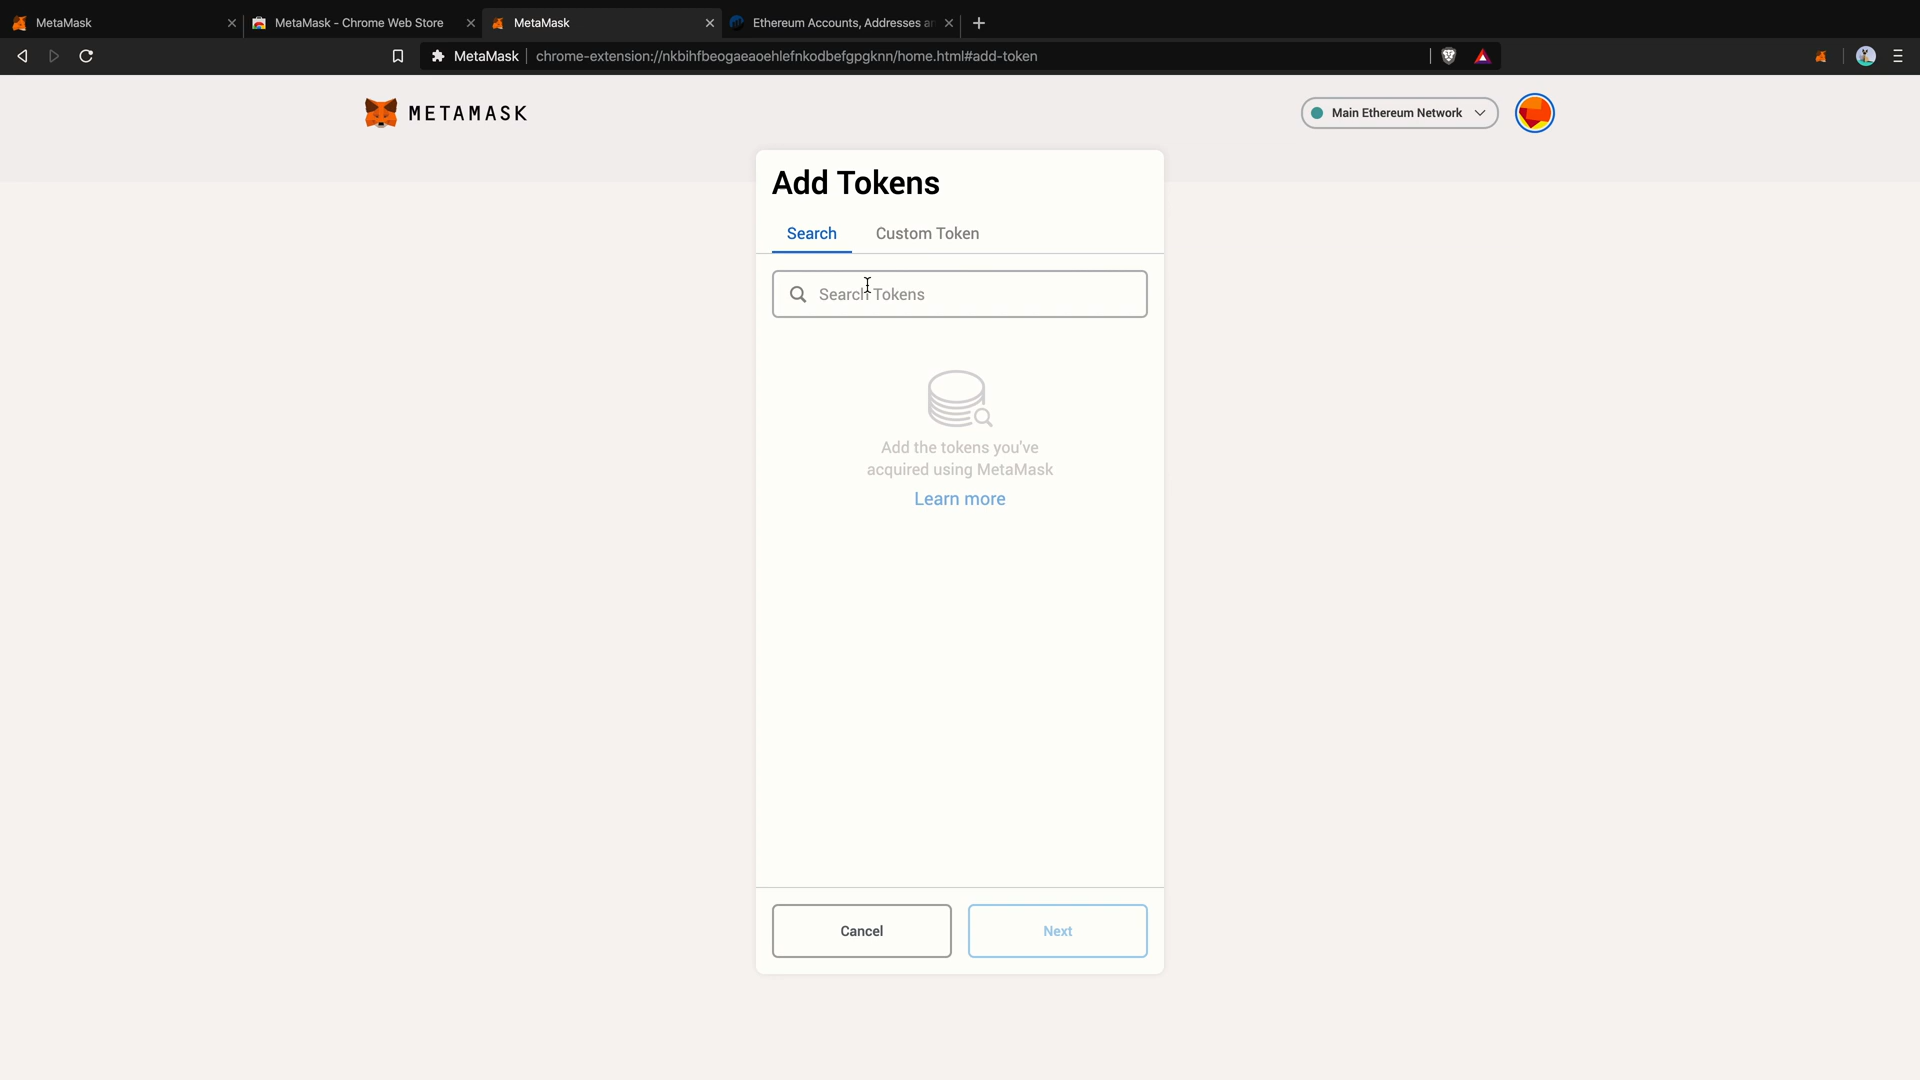 MetaMask
MetaMask - Chrome Web Store
MetaMask
Ethereum Accounts, Addresses
MetaMask
chrome-extension://nkbihfbeogaeaoehlefnkodbefgpgknn/home.html#add-token
METAMASK
Main Ethereum Network
Add Tokens
Search
Custom Token
Search Tokens
Add the tokens you've
acquired using MetaMask
Learn more
Cancel
Next